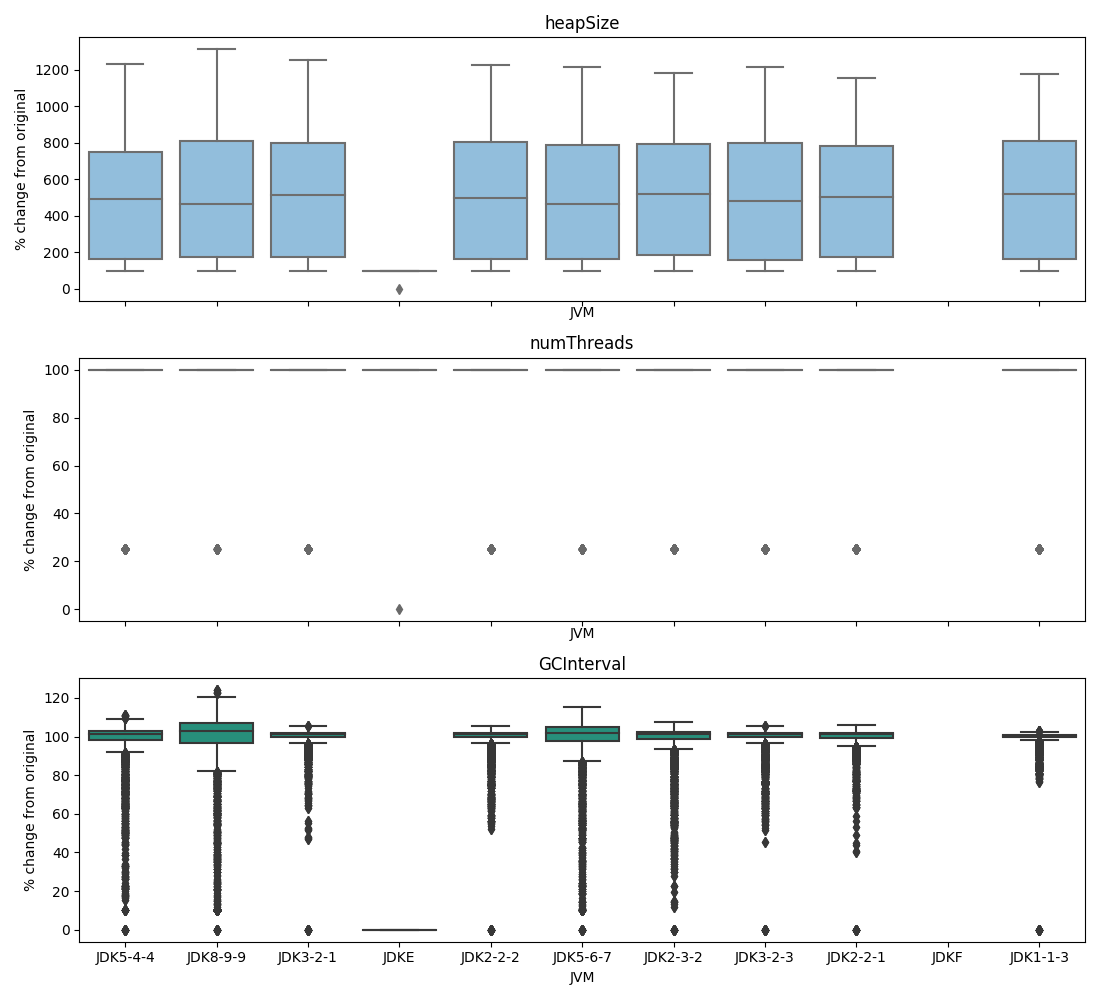 heapSize
% change from original
1200
1000
800
600
400
200
0
JVM
numThreads
% change from original
100
80
60
40
20
0
JVM
GCInterval
% change from original
120
100
80
60
40
20
0
JDK5-4-4 JDK8-9-9 JDK3-2-1 JDKE JDK2-2-2 JDK5-6-7 JDK2-3-2 JDK3-2-3 JDK2-2-1 JDKF JDK1-1-3
JVM